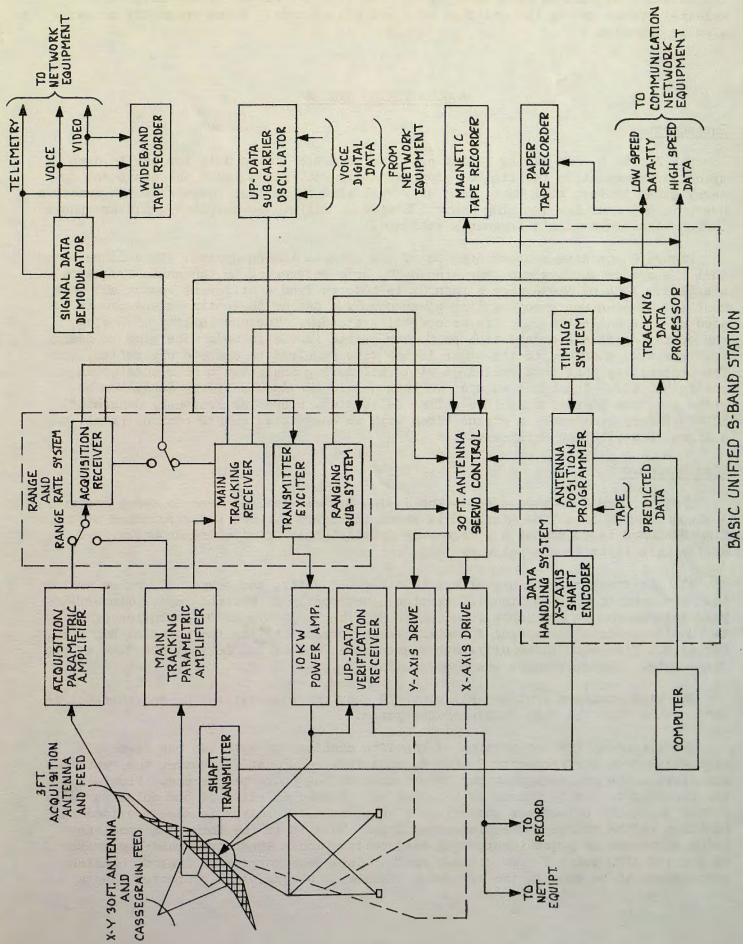 3FT
ACQUISITION
ANTENNA
AND FEED
X-Y 30FT. ANTENNA
AND
CASSEGRAIN FEED
ACQUISITION
PARAMETRIC
AMPLIFIER
MAIN
TRACKING
PARAMETRIC
AMPLIFIER
10 KW
POWER AMP.
UP-DATA
VERIFICATION
RECEIVER
SHAFT
TRANSMITTER
Y-AXIS DRIVE
X-AXIS DRIVE
TO
NET
EQUIPT.
TO
RECORD
COMPUTER
RANGE
AND
RANGE RATE SYSTEM
ACQUISITION
RECEIVER
MAIN
TRACKING
RECEIVER
TRANSMITTER
EXCITER
RANGING
SUB-SYSTEM
30 FT. ANTENNA
SERVO CONTROL
DATA
HANDLING SYSTEM
X-Y AXIS
SHAFT
ENCODER
ANTENNA
POSITION
PROGRAMMER
TAPE
PREDICTED
DATA
TIMING
SYSTEM
TRACKING
DATA
PROCESSOR
SIGNAL DATA
DEMODULATOR
TELEMETRY
VOICE
VIDEO
TO
NETWORK
EQUIPMENT
WIDEBAND
TAPE RECORDER
UP-DATA
SUBCARRIER
OSCILLATOR
VOICE
DIGITAL
DATA
FROM
NETWORK
EQUIPMENT
MAGNETIC
TAPE RECORDER
PAPER
TAPE RECORDER
LOW SPEED
DATA-TTY
HIGH SPEED
DATA
TO
COMMUNICATION
NETWORK
EQUIPMENT
BASIC UNIFIED S-BAND STATION